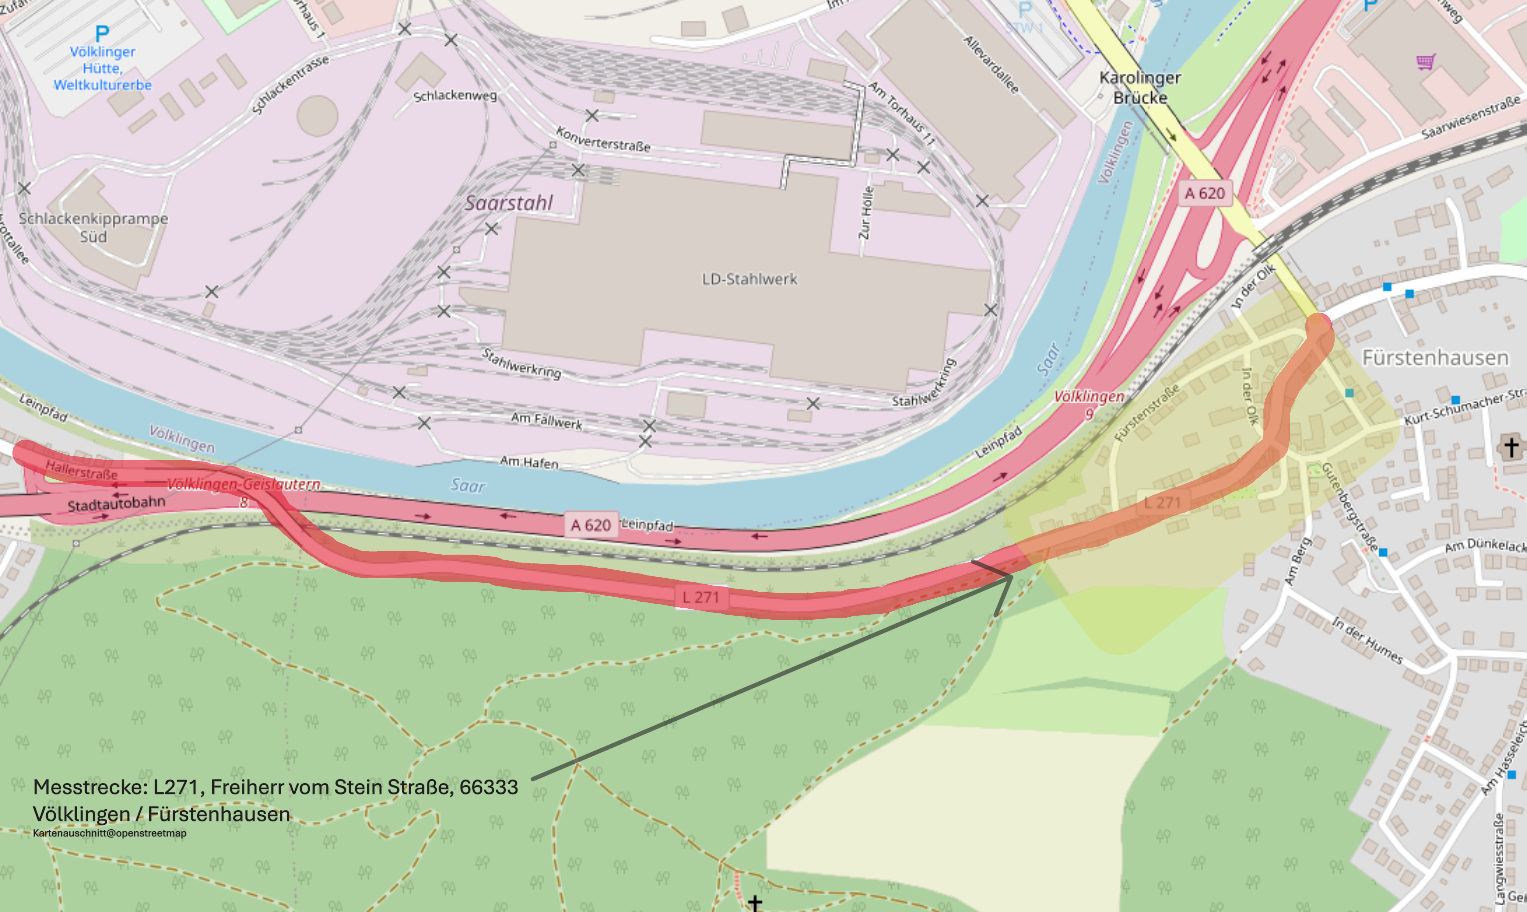 P
Völklinger
Hütte,
Weltkulturerbe
Schlackentrasse
Schlackenweg
Konverterstraße
Am Torhaus 11
Allevardallee
P
STW 1
Karolinger
Brücke
P
Saarwiesenstraße
Völklingen
A 620
Saarstahl
Schlackenkipprampe
Süd
Zur Hölle
LD-Stahlwerk
In der Olk
Saar
Fürstenhausen
Stahlwerkring
Stahlwerkring
Völklingen
9
Fürstenstraße
In der Olk
Kurt-Schumacher-Stra
Leinpfad
Völklingen
Am Fallwerk
Am Hafen
Leinpfad
Hallerstraße
Völklingen-Geislautern
8
Saar
Stadtautobahn
A 620
Leinpfad
L 271
Gutenbergstraße
Am Berg
Am Dünkelack
L 271
In der Humes
Am Hasseleich
Langwiesstraße
Messtrecke: L271, Freiherr vom Stein Straße, 66333
Völklingen / Fürstenhausen
Kartenauschnitt@openstreetmap